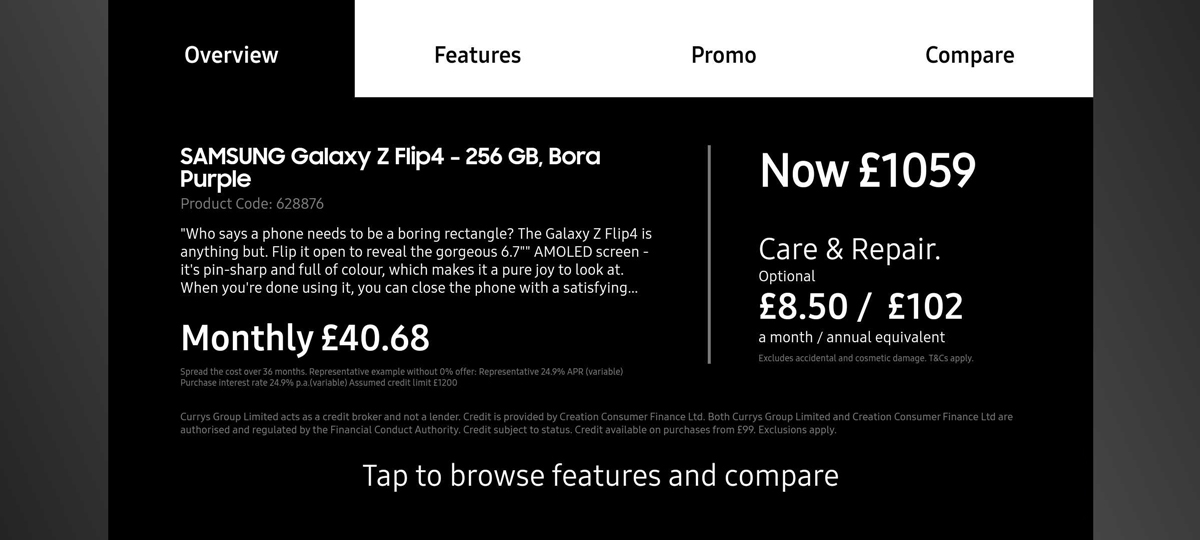 Overview
Features
Promo
Compare
SAMSUNG Galaxy Z Flip4 - 256 GB, Bora
Purple
Product Code: 628876
"Who says a phone needs to be a boring rectangle? The Galaxy Z Flip4 is
anything but. Flip it open to reveal the gorgeous 6.7"" AMOLED screen -
it's pin-sharp and full of colour, which makes it a pure joy to look at.
When you're done using it, you can close the phone with a satisfying...
Monthly £40.68
Spread the cost over 36 months. Representative example without 0% offer: Representative 24.9% APR (variable)
Purchase interest rate 24.9% p.a.(variable) Assumed credit limit £1200
Now £1059
Care & Repair.
Optional
£8.50 / £102
a month / annual equivalent
Excludes accidental and cosmetic damage. T&Cs apply.
Currys Group Limited acts as a credit broker and not a lender. Credit is provided by Creation Consumer Finance Ltd. Both Currys Group Limited and Creation Consumer Finance Ltd are
authorised and regulated by the Financial Conduct Authority. Credit subject to status. Credit available on purchases from £99. Exclusions apply.
Tap to browse features and compare